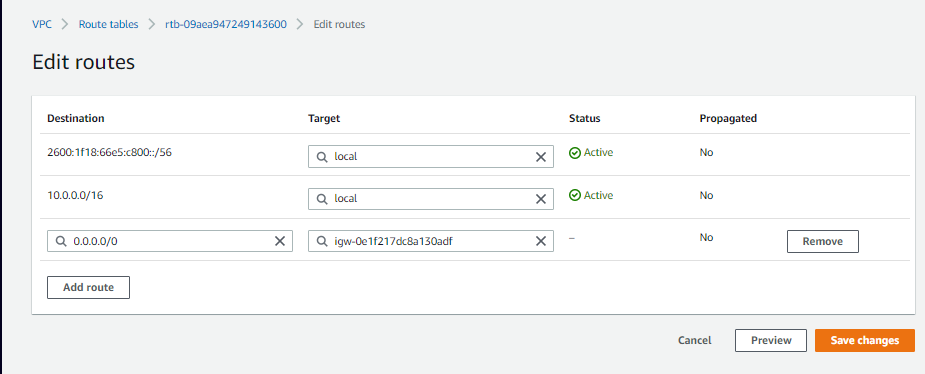 VPC > Route tables > rtb-09aea947249143600 > Edit routes
Edit routes
Destination Target Status Propagated
2600:1f18:66e5:c800::/56 local Active No
10.0.0.0/16 local Active No
0.0.0.0/0 igw-0e1f217dc8a130adf – No Remove
Add route
Cancel Preview Save changes